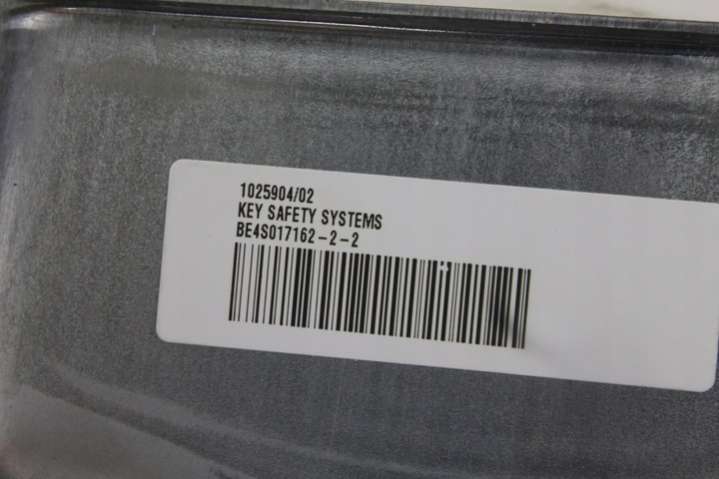 1025904/02
KEY SAFETY SYSTEMS
BE4S017162-2-2